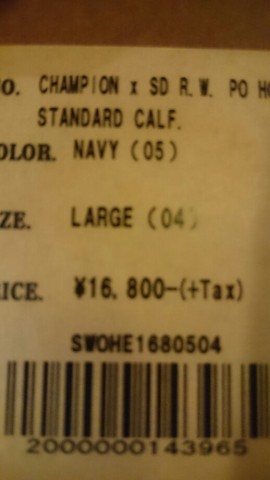 O. CHAMPION x SD R.W. PO H
STANDARD CALF.
OLOR. NAVY (05)
ZE. LARGE (04)
ICE. ¥16,800-(+Tax)
SWOHE1680504
2000000143965